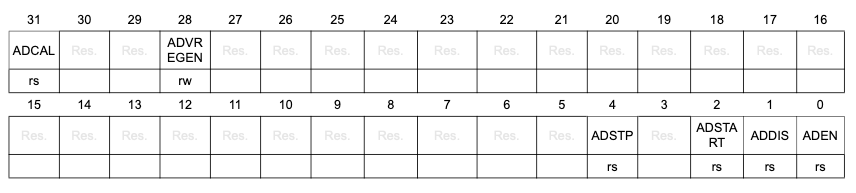 31 30 29 28 27 26 25 24 23 22 21 20 19 18 17 16
ADCAL Res. Res. ADVR EGEN Res. Res. Res. Res. Res. Res. Res. Res. Res. Res. Res. Res.
rs rw
15 14 13 12 11 10 9 8 7 6 5 4 3 2 1 0
Res. Res. Res. Res. Res. Res. Res. Res. Res. Res. Res. ADSTP Res. ADSTA RT ADDIS ADEN
rs rs rs rs